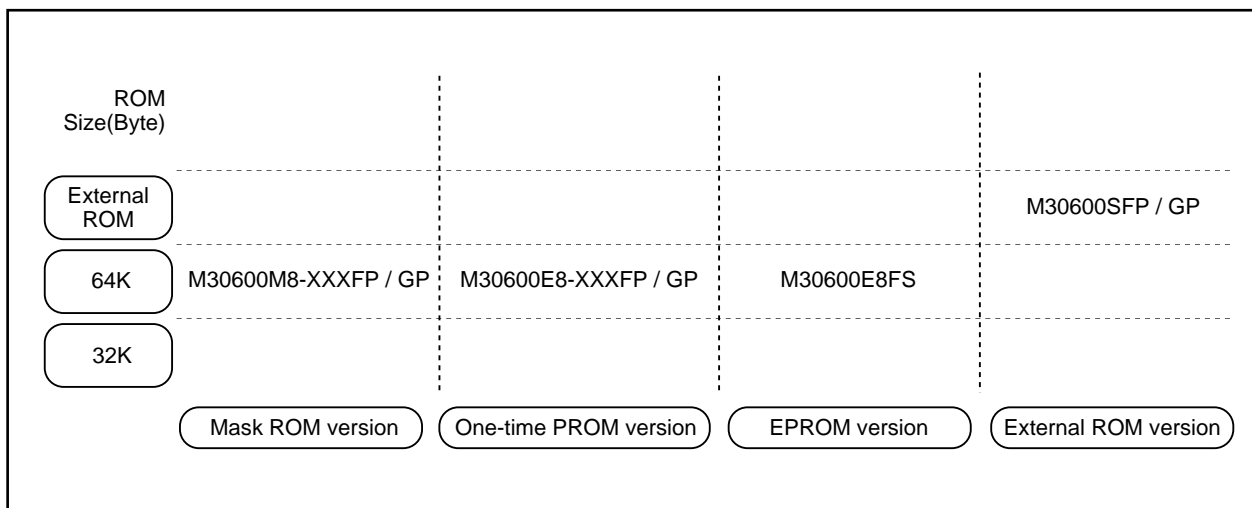 ROM
Size(Byte)
External
ROM
M30600SFP / GP
64K
M30600M8-XXXFP / GP
M30600E8-XXXFP / GP
M30600E8FS
32K
Mask ROM version
One-time PROM version
EPROM version
External ROM version